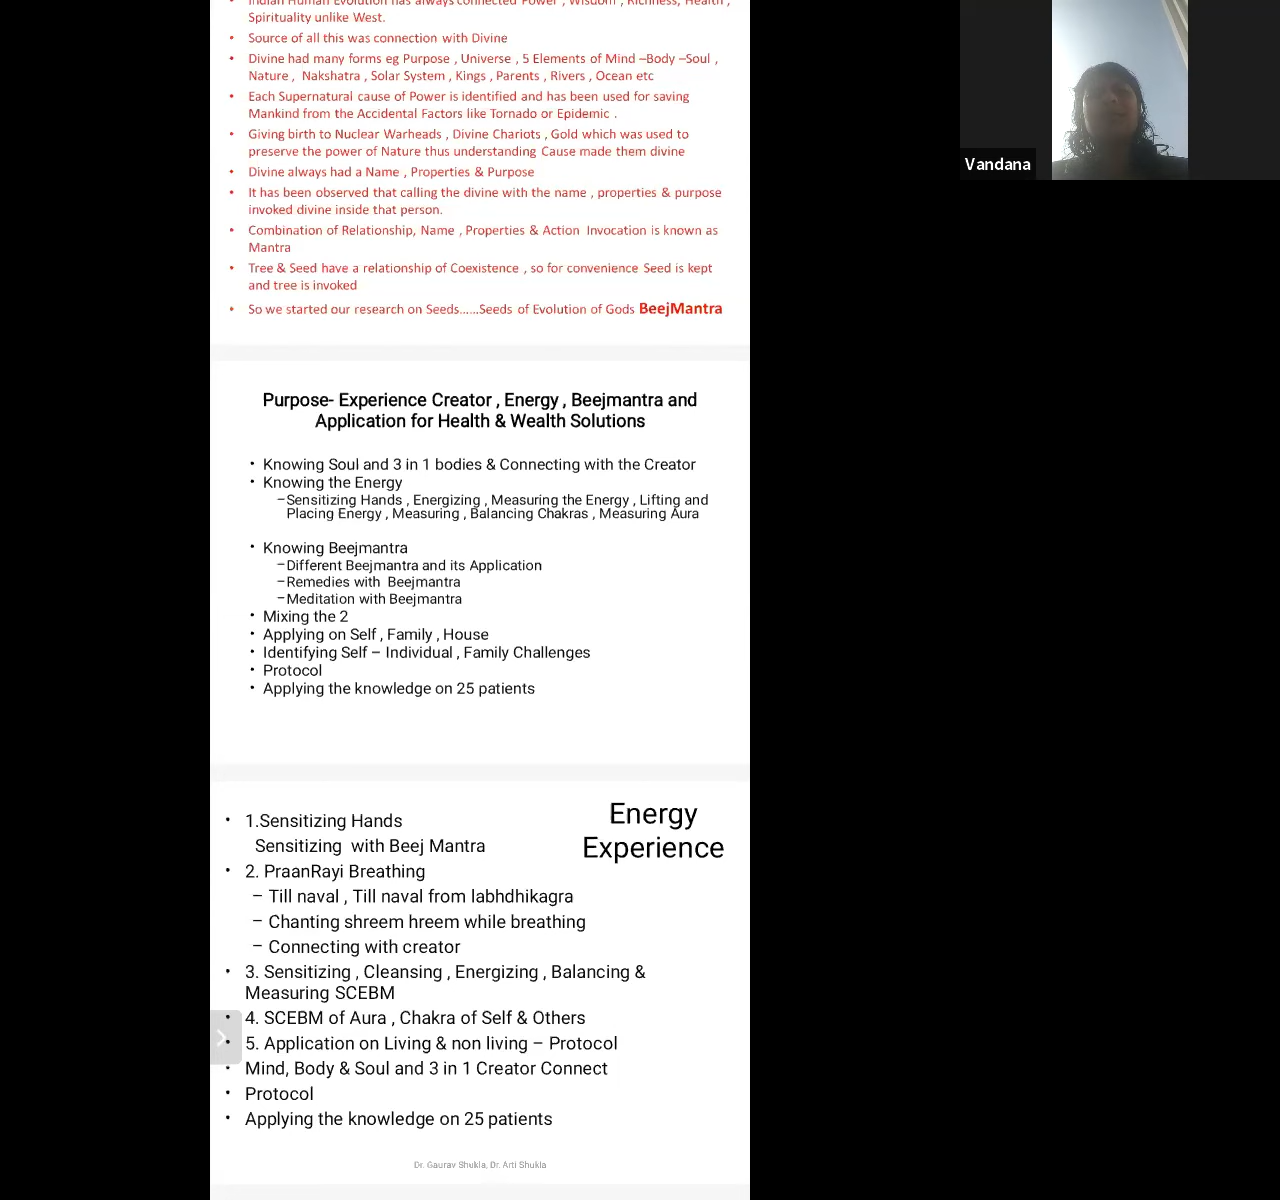 Indian Human Evolution has always connected Power , Wisdom , Richness, Health ,
Spirituality unlike West.
• Source of all this was connection with Divine
• Divine had many forms eg Purpose , Universe , 5 Elements of Mind –Body –Soul ,
Nature , Nakshatra , Solar System , Kings , Parents , Rivers , Ocean etc
• Each Supernatural cause of Power is identified and has been used for saving
Mankind from the Accidental Factors like Tornado or Epidemic .
• Giving birth to Nuclear Warheads , Divine Chariots , Gold which was used to
preserve the power of Nature thus understanding Cause made them divine
• Divine always had a Name , Properties & Purpose
• It has been observed that calling the divine with the name , properties & purpose
invoked divine inside that person.
• Combination of Relationship, Name , Properties & Action Invocation is known as
Mantra
• Tree & Seed have a relationship of Coexistence , so for convenience Seed is kept
and tree is invoked
• So we started our research on Seeds......Seeds of Evolution of Gods BeejMantra
Purpose- Experience Creator , Energy , Beejmantra and
Application for Health & Wealth Solutions
• Knowing Soul and 3 in 1 bodies & Connecting with the Creator
• Knowing the Energy
–Sensitizing Hands , Energizing , Measuring the Energy , Lifting and
Placing Energy , Measuring , Balancing Chakras , Measuring Aura
• Knowing Beejmantra
–Different Beejmantra and its Application
–Remedies with Beejmantra
–Meditation with Beejmantra
• Mixing the 2
• Applying on Self , Family , House
• Identifying Self – Individual , Family Challenges
• Protocol
• Applying the knowledge on 25 patients
Energy
Experience
• 1.Sensitizing Hands
Sensitizing with Beej Mantra
• 2. PraanRayi Breathing
– Till naval , Till naval from labhdhikagra
– Chanting shreem hreem while breathing
– Connecting with creator
• 3. Sensitizing , Cleansing , Energizing , Balancing &
Measuring SCEBM
• 4. SCEBM of Aura , Chakra of Self & Others
• 5. Application on Living & non living – Protocol
• Mind, Body & Soul and 3 in 1 Creator Connect
• Protocol
• Applying the knowledge on 25 patients
Dr. Gaurav Shukla, Dr. Arti Shukla
Vandana